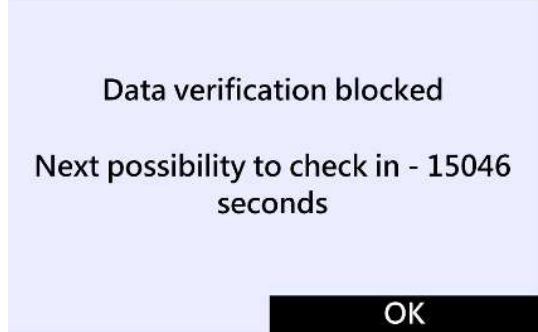 Data verification blocked
Next possibility to check in - 15046
seconds
OK